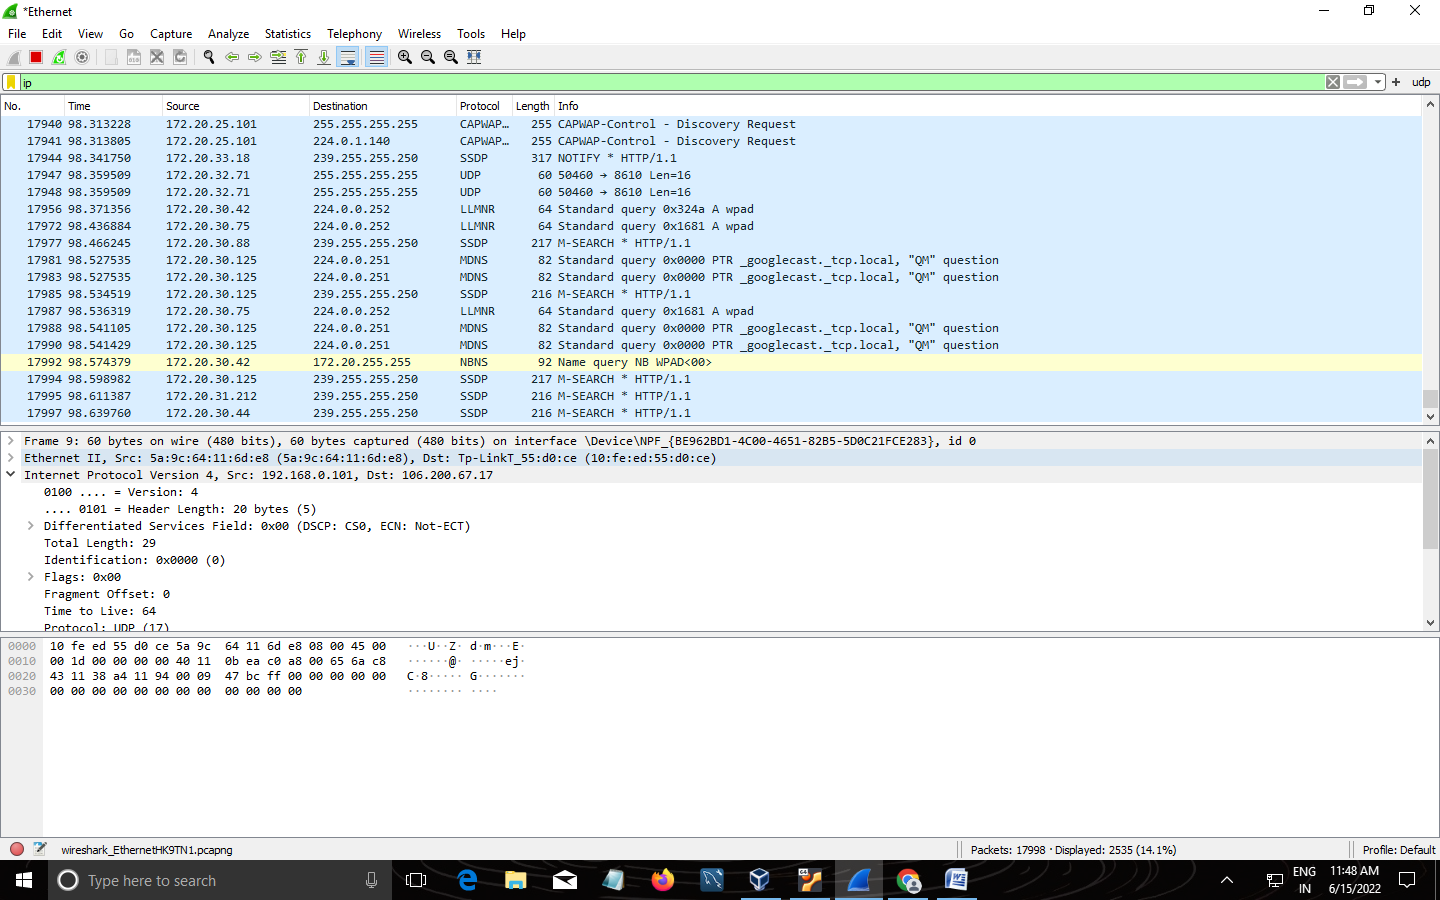 *Ethernet
File Edit View Go Capture Analyze Statistics Telephony Wireless Tools Help
ip + udp
No. Time Source Destination Protocol Length Info
17940 98.313228 172.20.25.101 255.255.255.255 CAPWAP… 255 CAPWAP-Control - Discovery Request
17941 98.313805 172.20.25.101 224.0.1.140 CAPWAP… 255 CAPWAP-Control - Discovery Request
17944 98.341750 172.20.33.18 239.255.255.250 SSDP 317 NOTIFY * HTTP/1.1
17947 98.359509 172.20.32.71 255.255.255.255 UDP 60 50460 → 8610 Len=16
17948 98.359509 172.20.32.71 255.255.255.255 UDP 60 50460 → 8610 Len=16
17956 98.371356 172.20.30.42 224.0.0.252 LLMNR 64 Standard query 0x324a A wpad
17972 98.436884 172.20.30.75 224.0.0.252 LLMNR 64 Standard query 0x1681 A wpad
17977 98.466245 172.20.30.88 239.255.255.250 SSDP 217 M-SEARCH * HTTP/1.1
17981 98.527535 172.20.30.125 224.0.0.251 MDNS 82 Standard query 0x0000 PTR _googlecast._tcp.local, "QM" question
17983 98.527535 172.20.30.125 224.0.0.251 MDNS 82 Standard query 0x0000 PTR _googlecast._tcp.local, "QM" question
17985 98.534519 172.20.30.125 239.255.255.250 SSDP 216 M-SEARCH * HTTP/1.1
17987 98.536319 172.20.30.75 224.0.0.252 LLMNR 64 Standard query 0x1681 A wpad
17988 98.541105 172.20.30.125 224.0.0.251 MDNS 82 Standard query 0x0000 PTR _googlecast._tcp.local, "QM" question
17990 98.541429 172.20.30.125 224.0.0.251 MDNS 82 Standard query 0x0000 PTR _googlecast._tcp.local, "QM" question
17992 98.574379 172.20.30.42 172.20.255.255 NBNS 92 Name query NB WPAD<00>
17994 98.598982 172.20.30.125 239.255.255.250 SSDP 217 M-SEARCH * HTTP/1.1
17995 98.611387 172.20.31.212 239.255.255.250 SSDP 216 M-SEARCH * HTTP/1.1
17997 98.639760 172.20.30.44 239.255.255.250 SSDP 216 M-SEARCH * HTTP/1.1
Frame 9: 60 bytes on wire (480 bits), 60 bytes captured (480 bits) on interface \Device\NPF_{BE962BD1-4C00-4651-82B5-5D0C21FCE283}, id 0
Ethernet II, Src: 5a:9c:64:11:6d:e8 (5a:9c:64:11:6d:e8), Dst: Tp-LinkT_55:d0:ce (10:fe:ed:55:d0:ce)
Internet Protocol Version 4, Src: 192.168.0.101, Dst: 106.200.67.17
0100 .... = Version: 4
.... 0101 = Header Length: 20 bytes (5)
Differentiated Services Field: 0x00 (DSCP: CS0, ECN: Not-ECT)
Total Length: 29
Identification: 0x0000 (0)
Flags: 0x00
Fragment Offset: 0
Time to Live: 64
Protocol: UDP (17)
0000 10 fe ed 55 d0 ce 5a 9c 64 11 6d e8 08 00 45 00 ···U··Z· d·m···E·
0010 00 1d 00 00 00 00 40 11 0b ea c0 a8 00 65 6a c8 ······@· ·····ej·
0020 43 11 38 a4 11 94 00 09 47 bc ff 00 00 00 00 00 C·8····· G·······
0030 00 00 00 00 00 00 00 00 00 00 00 00 ········ ····
wireshark_EthernetHK9TN1.pcapng Packets: 17998 · Displayed: 2535 (14.1%) Profile: Default
Type here to search
ENG 11:48 AM
IN 6/15/2022